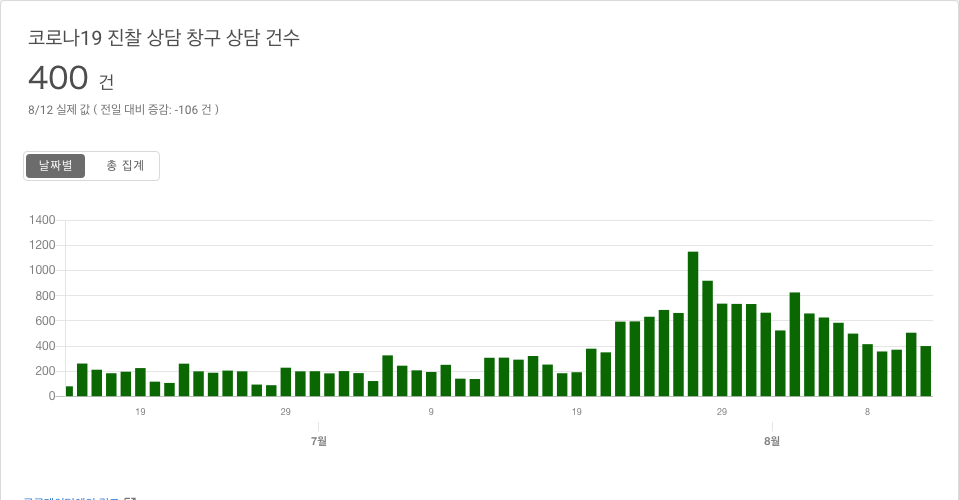 코로나19 진찰 상담 창구 상담 건수
400 건
8/12 실제 값 ( 전일 대비 증감: -106 건 )
날짜별 총 집계
1400
1200
1000
800
600
400
200
0
19 29 9 19 29 8
7월 8월